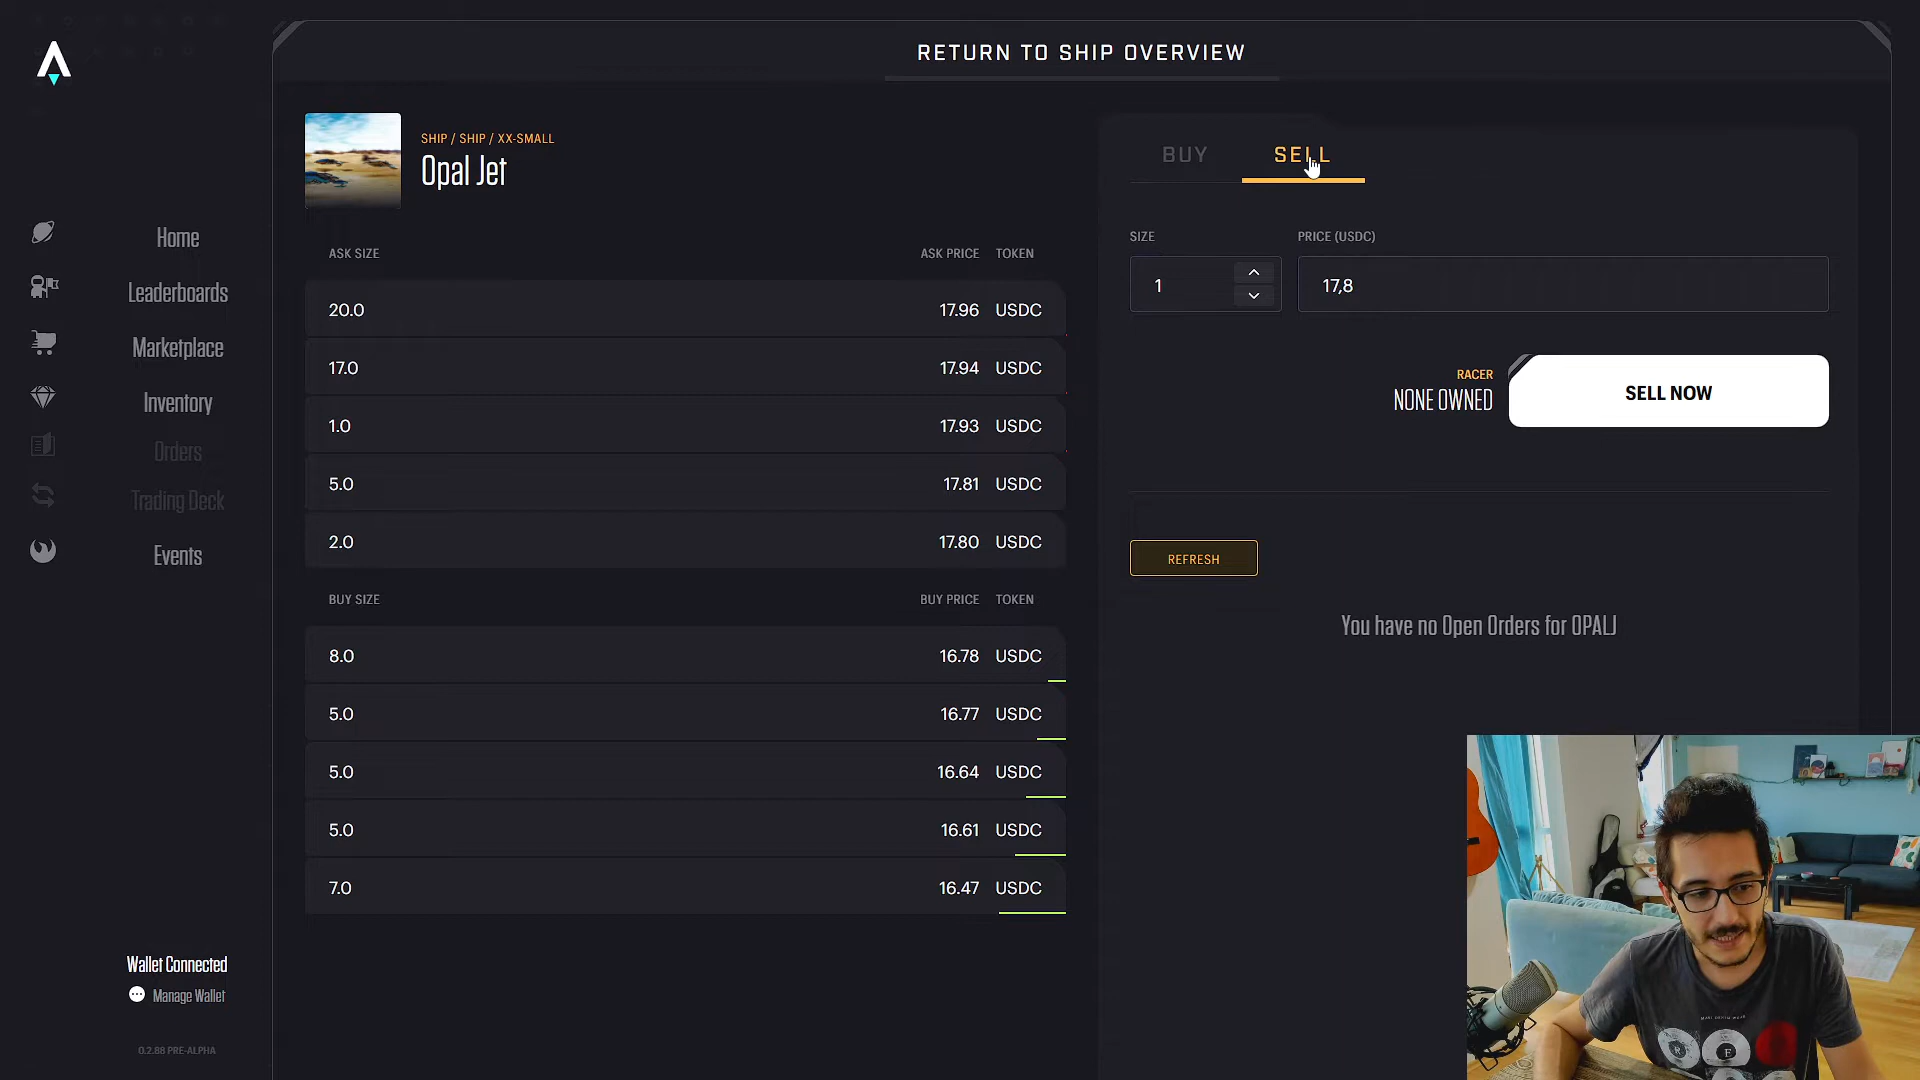 RETURN TO SHIP OVERVIEW
SHIP / SHIP / XX-SMALL
Opal Jet
BUY
SELL
Home
Leaderboards
Marketplace
Inventory
Orders
Trading Deck
Events
ASK SIZE ASK PRICE TOKEN
20.0 17.96 USDC
17.0 17.94 USDC
1.0 17.93 USDC
5.0 17.81 USDC
2.0 17.80 USDC
BUY SIZE BUY PRICE TOKEN
8.0 16.78 USDC
5.0 16.77 USDC
5.0 16.64 USDC
5.0 16.61 USDC
7.0 16.47 USDC
SIZE PRICE (USDC)
1 17,8
RACER
NONE OWNED
SELL NOW
REFRESH
You have no Open Orders for OPALJ
Wallet Connected
Manage Wallet
0.2.88 PRE-ALPHA